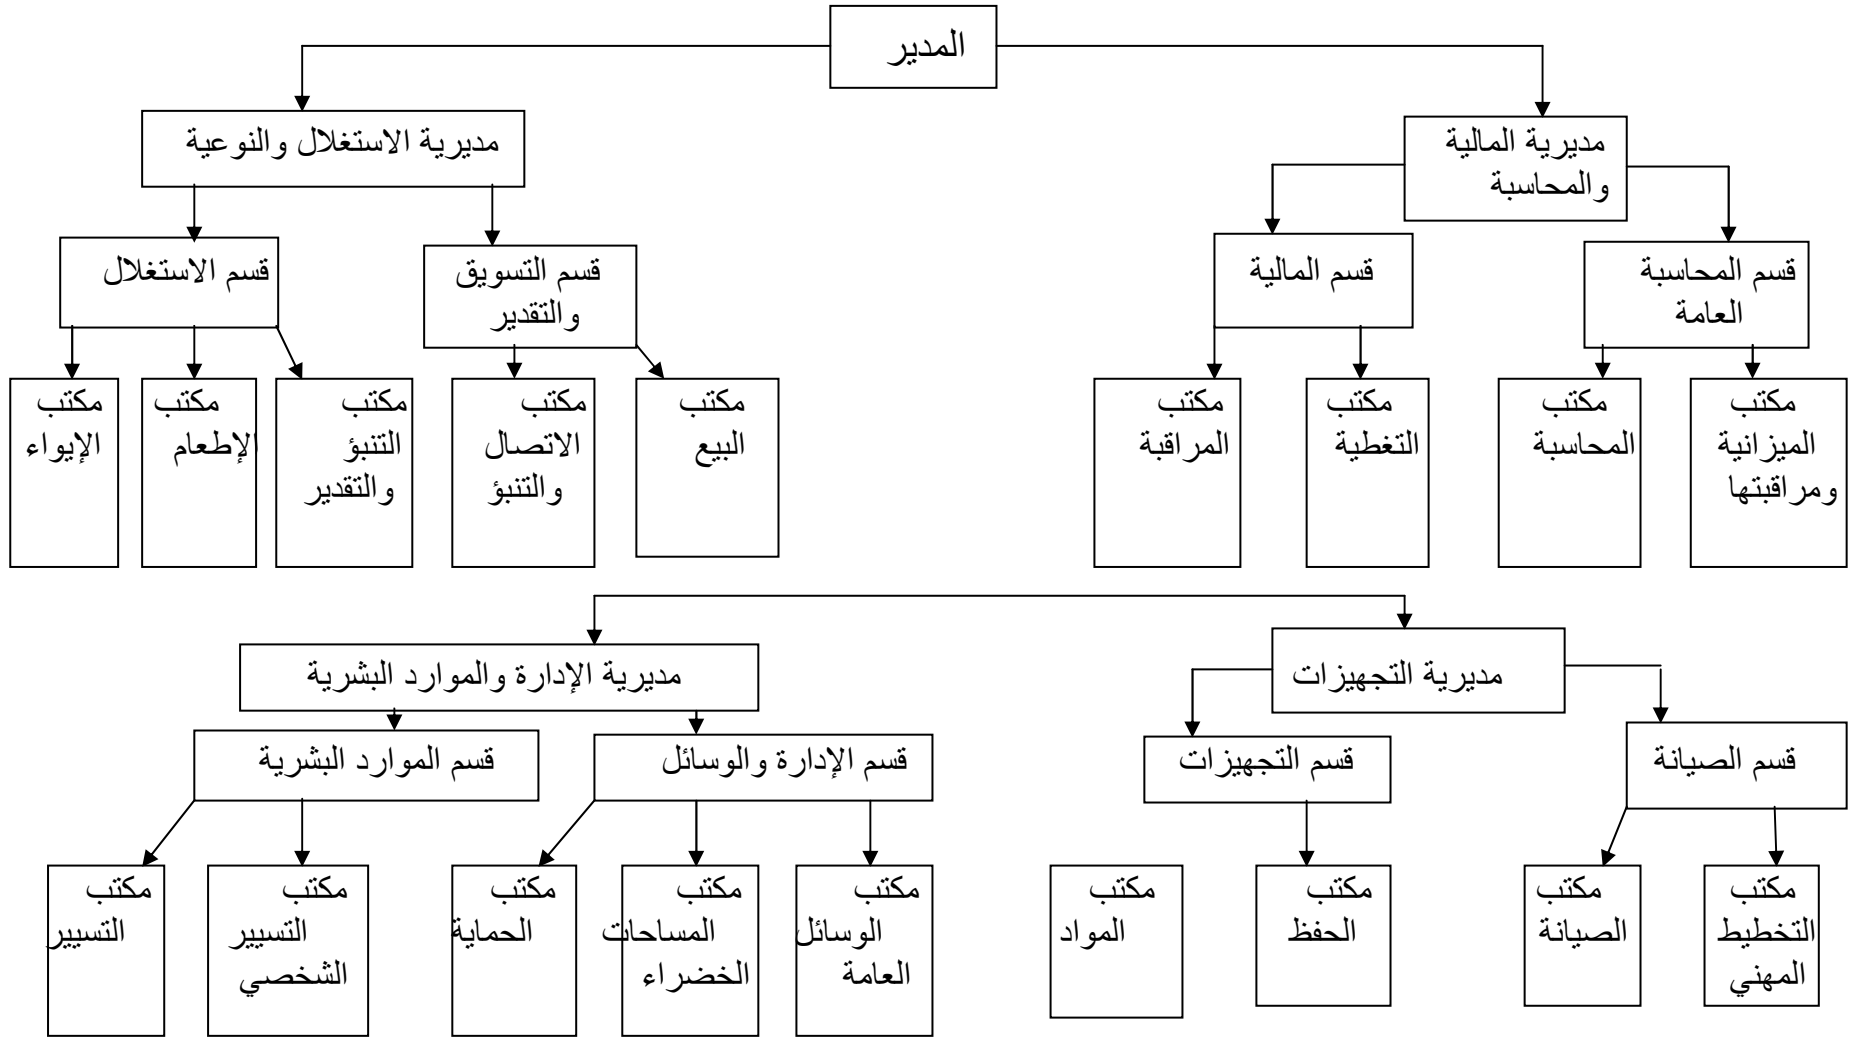 المدير
مديرية المالية
والمحاسبة
مديرية الاستغلال والنوعية
قسم المحاسبة
العامة
قسم المالية
قسم التسويق
والتقدير
قسم الاستغلال
مكتب
الميزانية
ومراقبتها
مكتب
المحاسبة
مكتب
التغطية
مكتب
المراقبة
مكتب
البيع
مكتب
الاتصال
والتنبؤ
مكتب
التنبؤ
والتقدير
مكتب
الإطعام
مكتب
الإيواء
مديرية التجهيزات
مديرية الإدارة والموارد البشرية
قسم الصيانة
قسم التجهيزات
قسم الإدارة والوسائل
قسم الموارد البشرية
مكتب
التخطيط
المهني
مكتب
الصيانة
مكتب
الحفظ
مكتب
المواد
مكتب
الوسائل
العامة
مكتب
المساحات
الخضراء
مكتب
الحماية
مكتب
التسيير
الشخصي
مكتب
التسيير